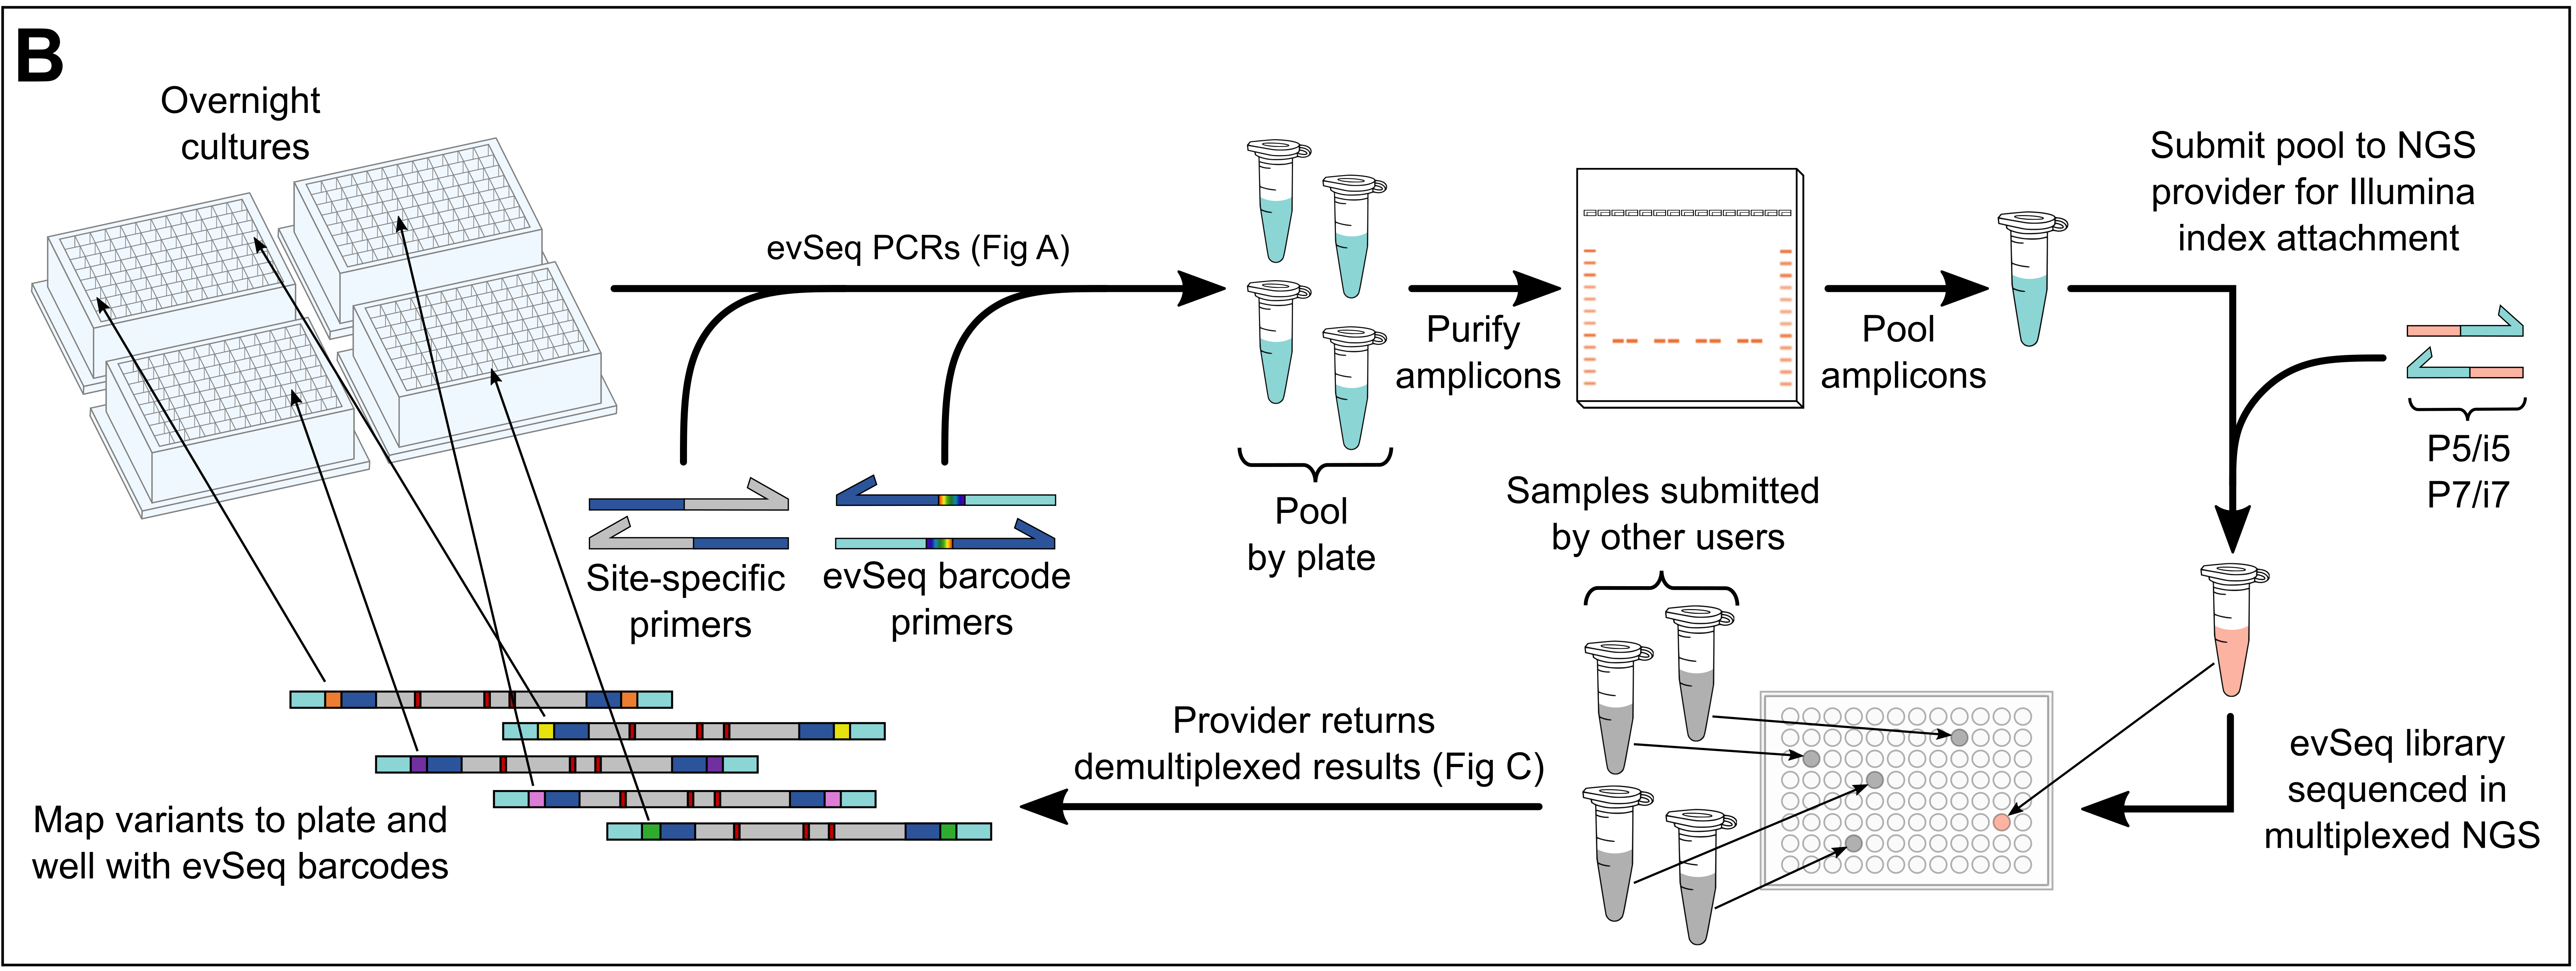 B
Overnight
cultures
evSeq PCRs (Fig A)
Site-specific
primers
evSeq barcode
primers
Pool
by plate
Purify
amplicons
Pool
amplicons
Submit pool to NGS
provider for Illumina
index attachment
P5/i5
P7/i7
evSeq library
sequenced in
multiplexed NGS
Samples submitted
by other users
Provider returns
demultiplexed results (Fig C)
Map variants to plate and
well with evSeq barcodes